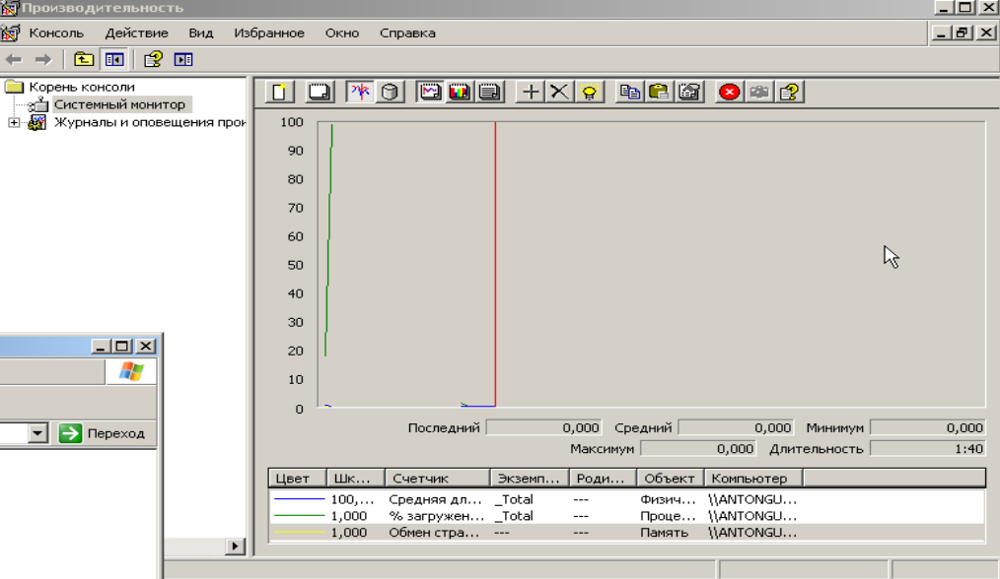 Производительность
Консоль Действие Вид Избранное Окно Справка
Корень консоли
Системный монитор
Журналы и оповещения прои
100
90
80
70
60
50
40
30
20
10
0
Последний 0,000 Средний 0,000 Минимум 0,000
Максимум 0,000 Длительность 1:40
Цвет Шк... Счетчик Экземп... Роди... Объект Компьютер
100,... Средняя дл... _Total --- Физич... \\ANTONGU...
1,000 % загружен... _Total --- Проце... \\ANTONGU...
1,000 Обмен стра... --- --- Память \\ANTONGU...
Переход